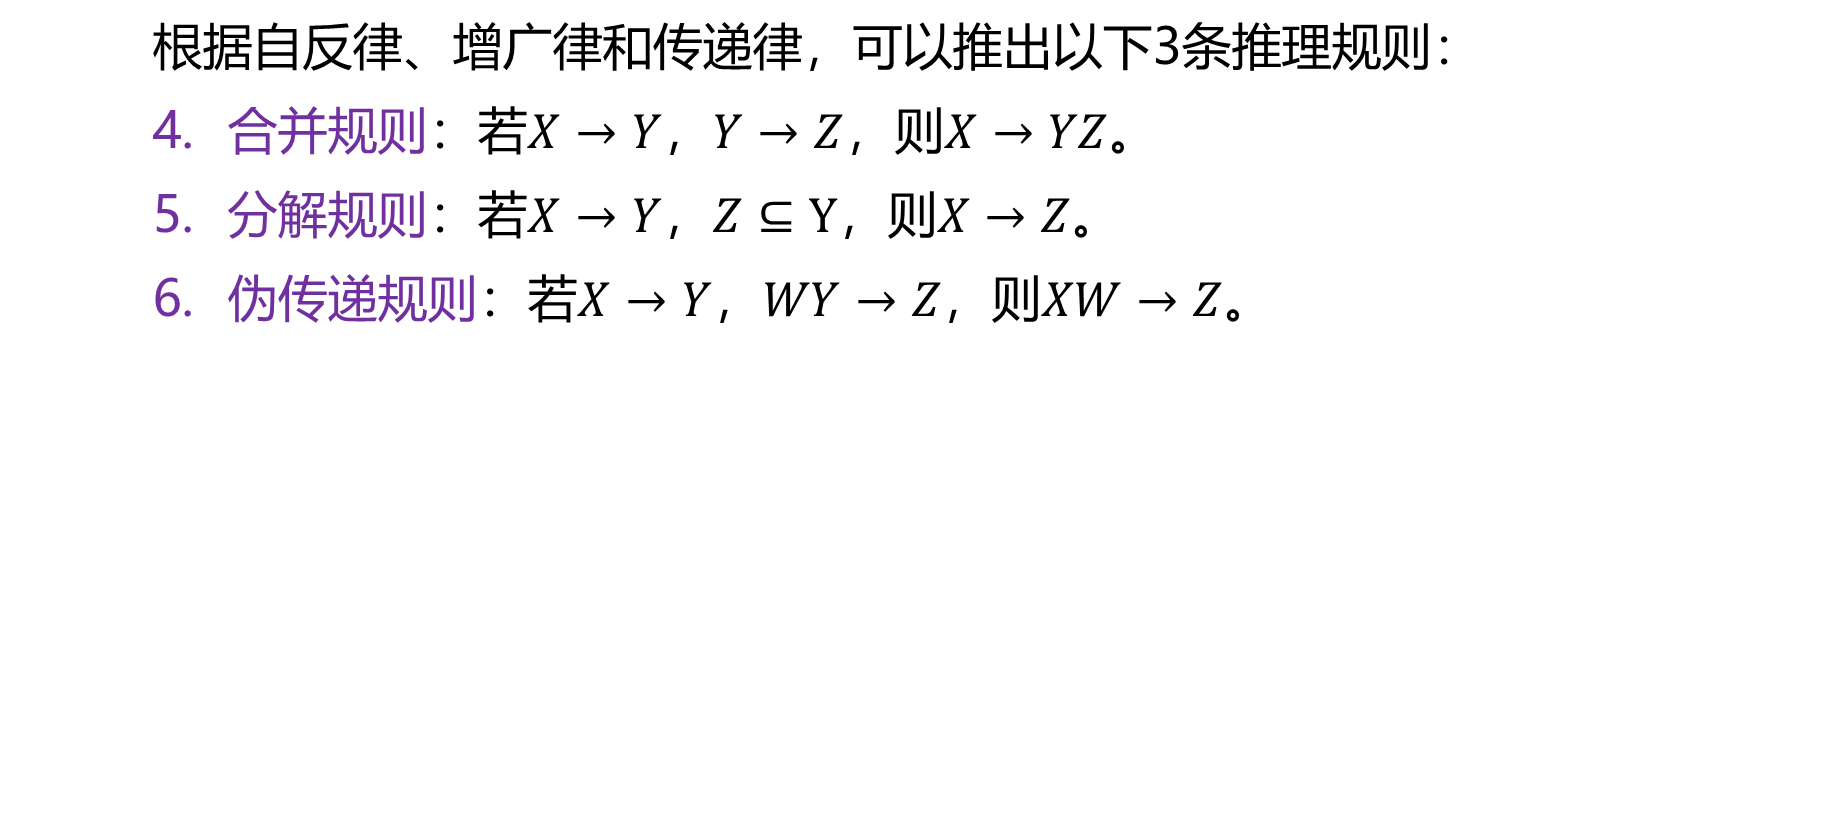 根据自反律、增广律和传递律，可以推出以下3条推理规则：
4. 合并规则：若X → Y，Y → Z，则X → YZ。
5. 分解规则：若X → Y，Z ⊆ Y，则X → Z。
6. 伪传递规则：若X → Y，WY → Z，则XW → Z。